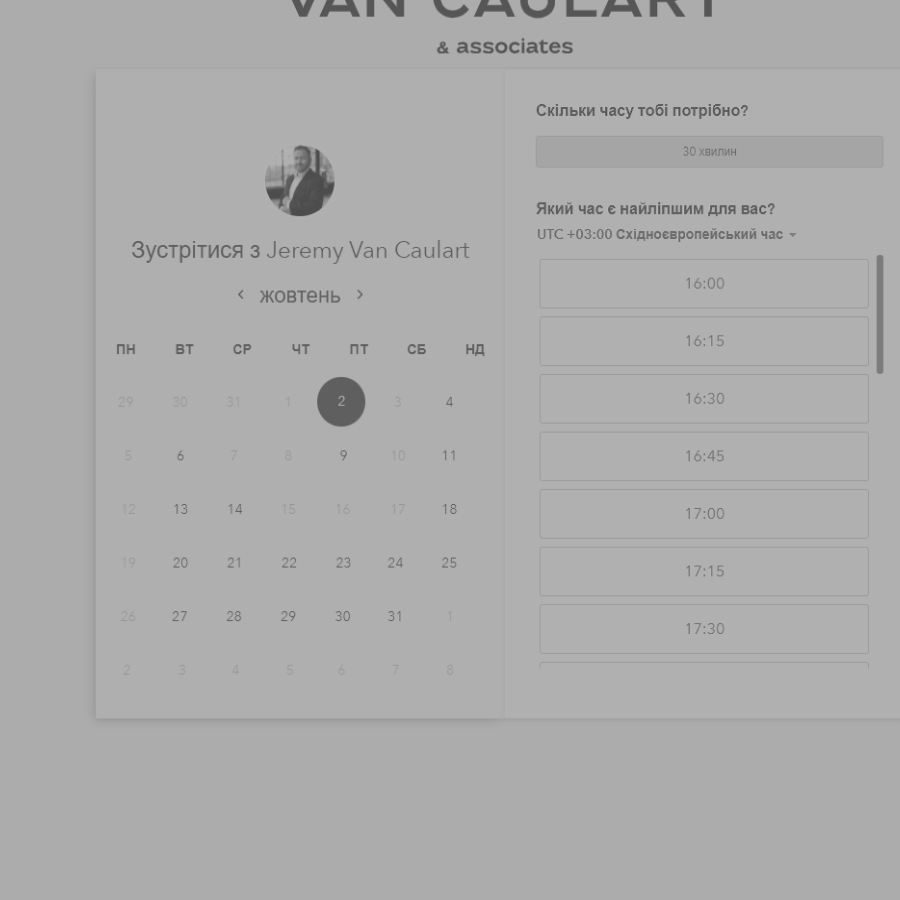 VAN CAULART
& associates
Зустрітися з Jeremy Van Caulart
жовтень
ПН ВТ СР ЧТ ПТ СБ НД
29 30 31 1 2 3 4
5 6 7 8 9 10 11
12 13 14 15 16 17 18
19 20 21 22 23 24 25
26 27 28 29 30 31 1
2 3 4 5 6 7 8
Скільки часу тобі потрібно?
30 хвилин
Який час є найліпшим для вас?
UTC +03:00 Східноєвропейський час
16:00
16:15
16:30
16:45
17:00
17:15
17:30